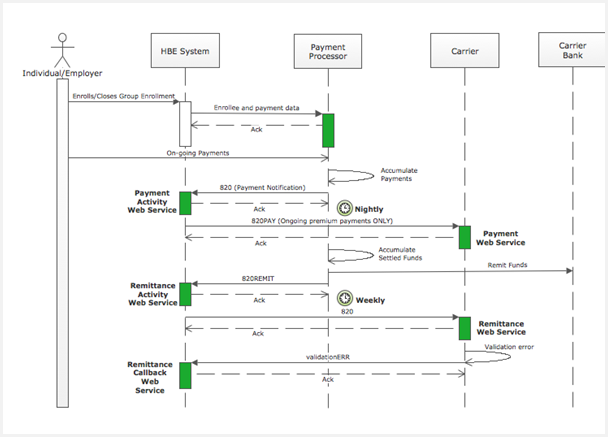 HBE System
Payment
Processor
Carrier
Carrier
Bank
Individual/Employer
Enrolls/Closes Group Enrollment
Enrollee and payment data
Ack
On-going Payments
Accumulate
Payments
820 (Payment Notification)
Payment
Activity
Web Service
Ack
Nightly
820PAY (Ongoing premium payments ONLY)
Ack
Payment
Web Service
Accumulate
Settled Funds
Remit Funds
820REMIT
Remittance
Activity
Web Service
Ack
Weekly
820
Ack
Remittance
Web Service
Validation error
validationERR
Remittance
Callback
Web
Service
Ack